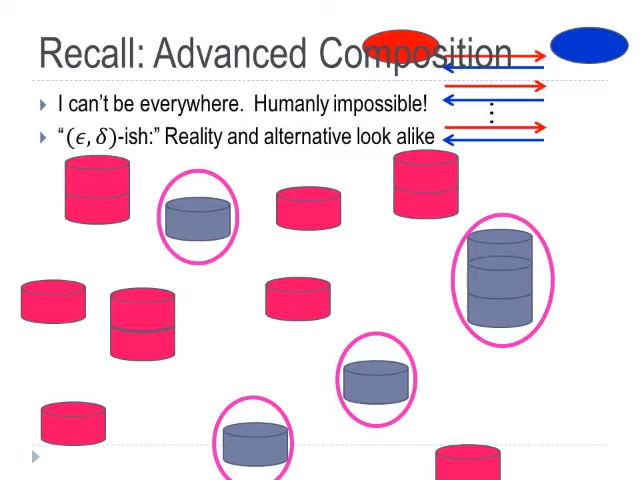 Recall: Advanced Composition
I can't be everywhere. Humanly impossible!
"(ϵ, δ)-ish:" Reality and alternative look alike